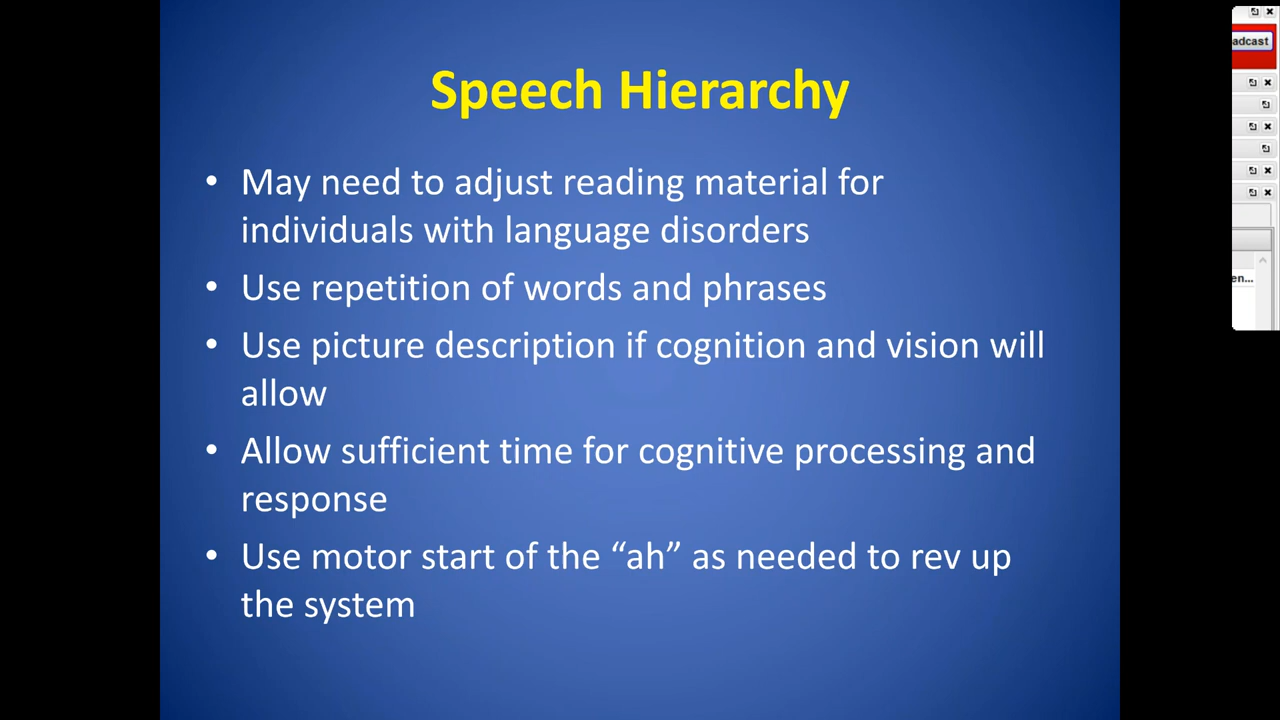 Speech Hierarchy
• May need to adjust reading material for
individuals with language disorders
• Use repetition of words and phrases
• Use picture description if cognition and vision will
allow
• Allow sufficient time for cognitive processing and
response
• Use motor start of the “ah” as needed to rev up
the system
adcast
en...